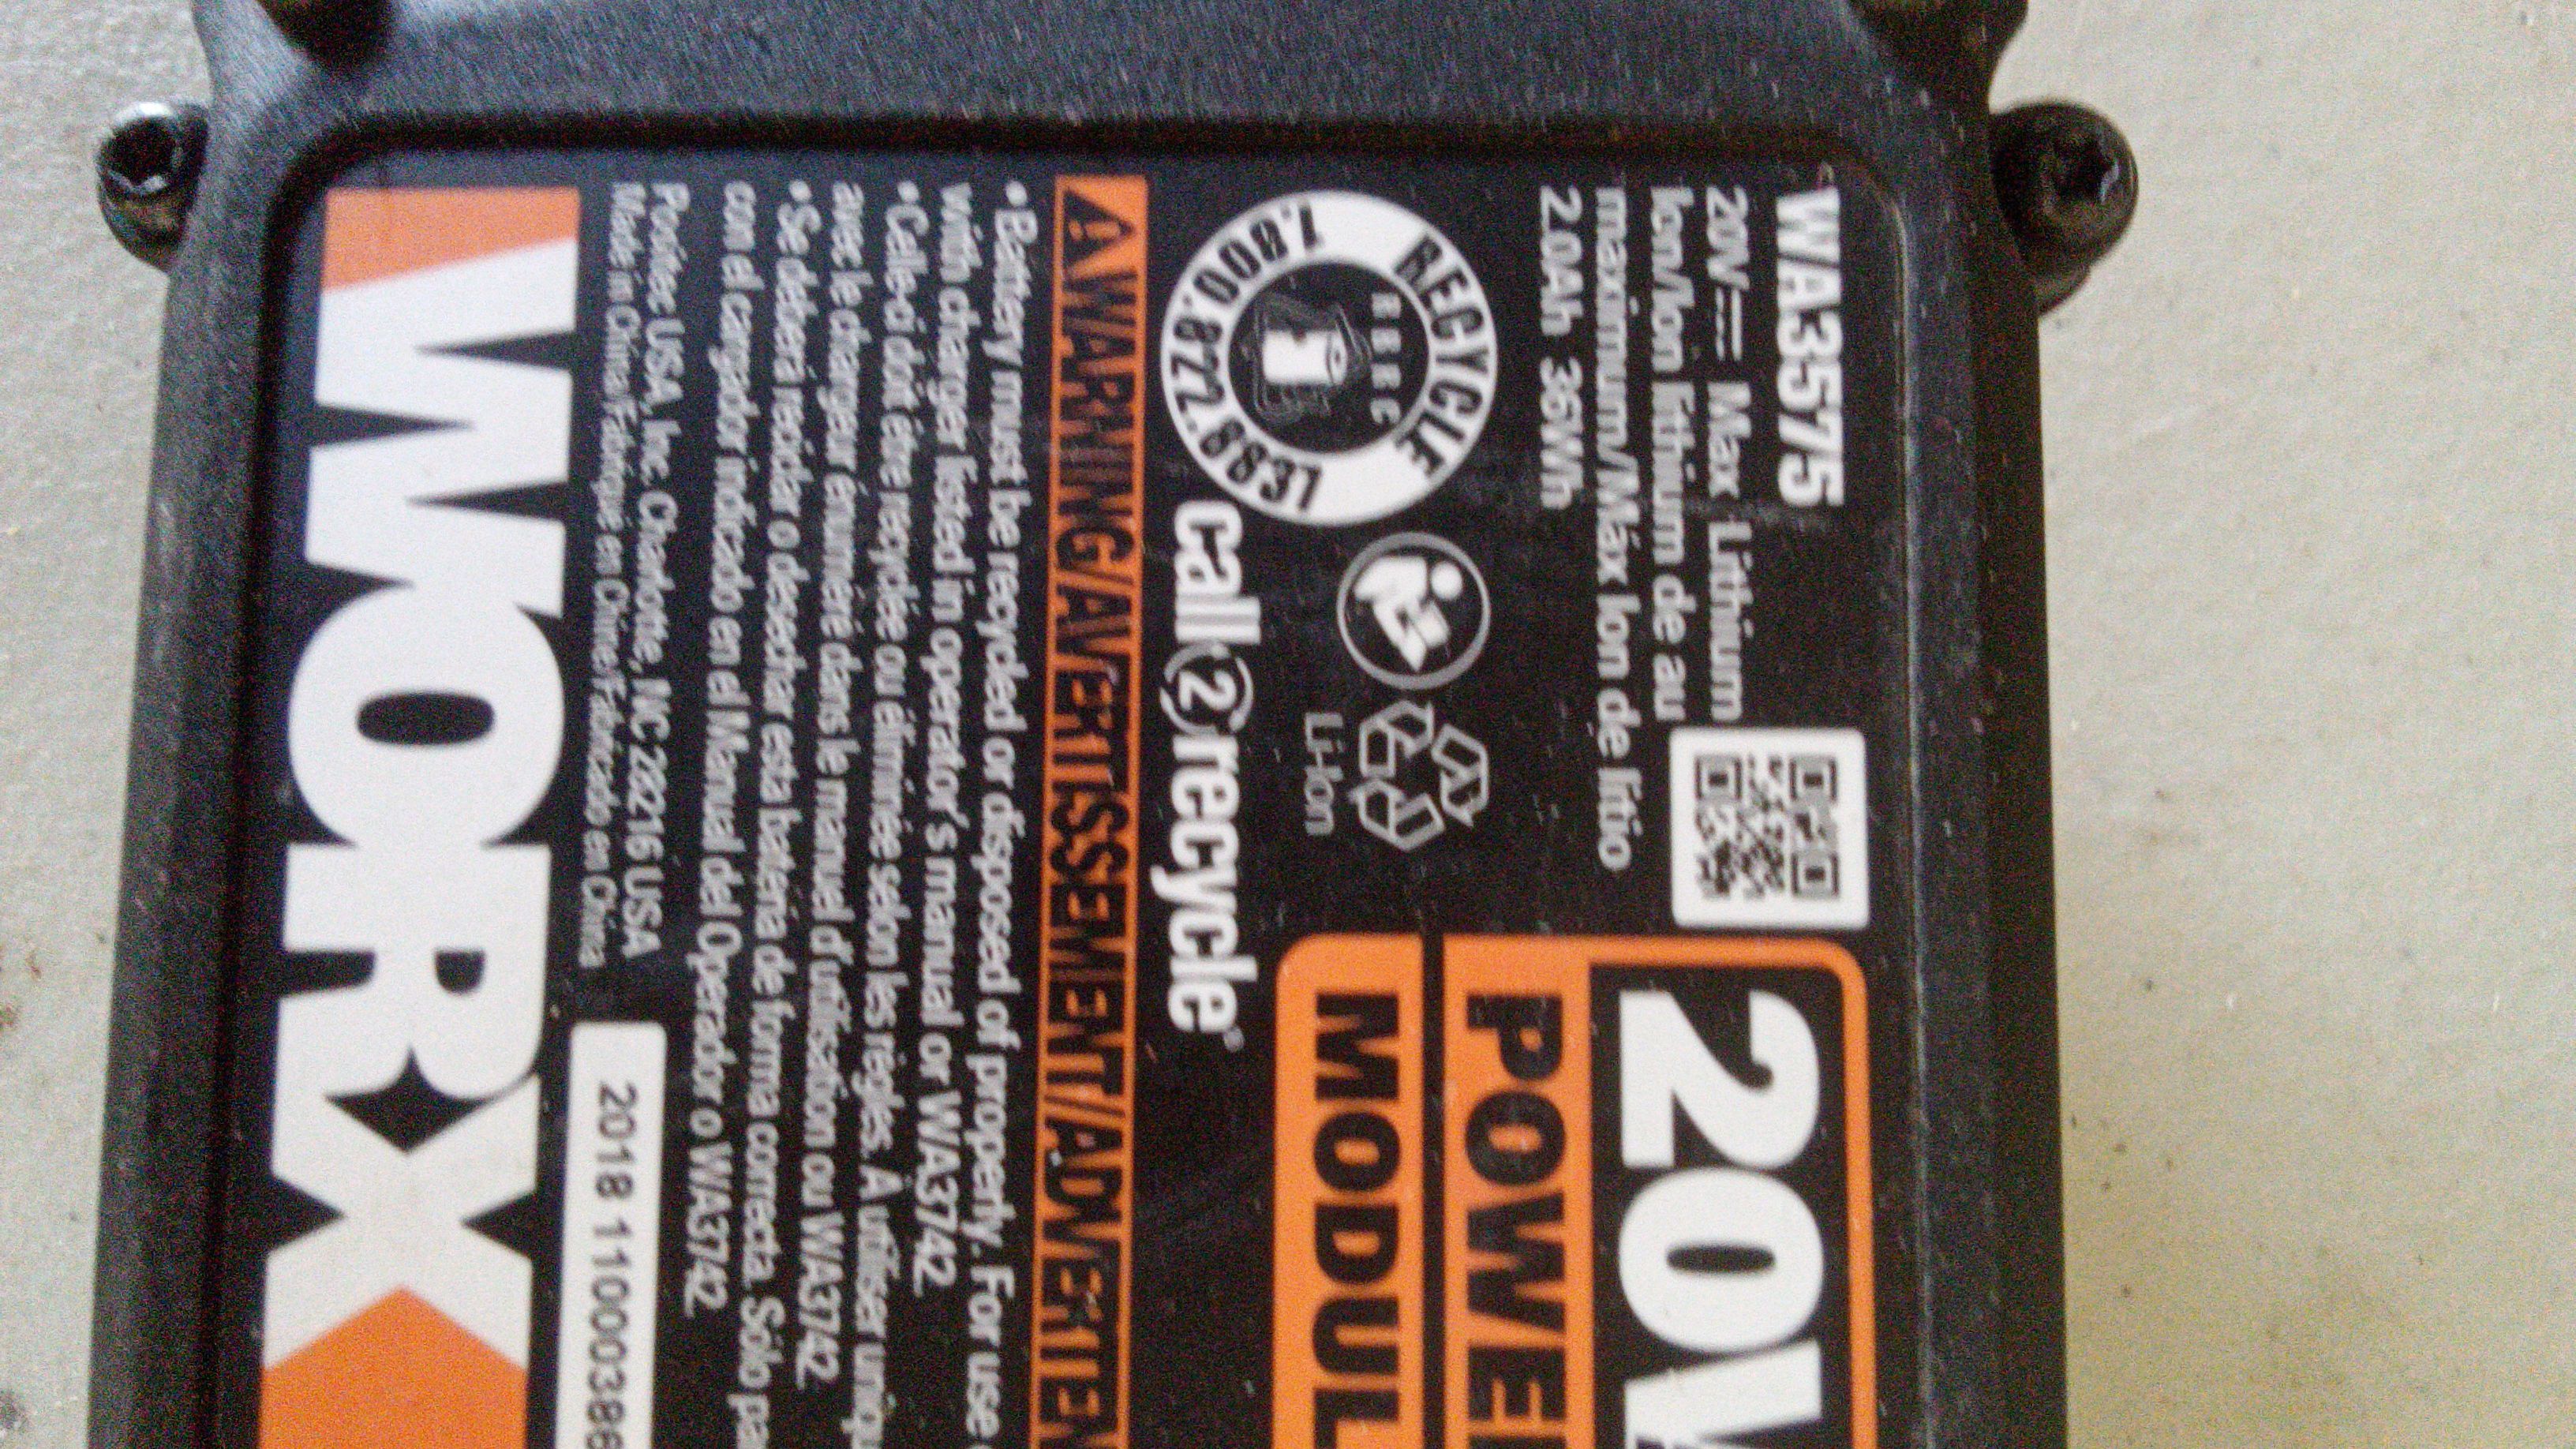 WA3575
20V ⎓ Max Lithium
Ion/Ion lithium de au
maximum/Máx Ion de litio
2.0Ah 36Wh
20V
POWER
MODUL
RECYCLE
RBRC
1.800.822.8837
Li-Ion
call2recycle
WARNING/AVERTISSEMENT/ADVERTEN
• Battery must be recycled or disposed of properly. For use
with charger listed in operator's manual or WA3742
• Celle-ci doit être recyclée ou éliminée selon les règles. A utiliser uniq
avec le chargeur énuméré dans le manuel d'utilisation ou WA3742
• Se deberá reciclar o desechar esta batería de forma correcta. Sólo pa
con el cargador indicado en el Manual del Operador o WA3742
Positec USA, Inc. Charlotte, NC 28216 USA
Made in China/Fabriqué en Chine/Fabricado en China
2018 11000386
WORX